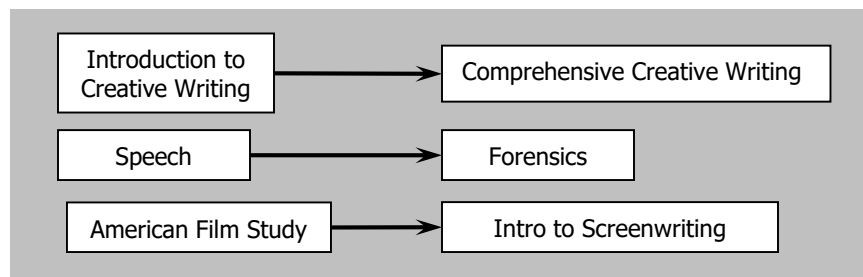 Introduction to
Creative Writing
Comprehensive Creative Writing
Speech
Forensics
American Film Study
Intro to Screenwriting